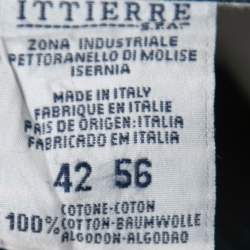 ITTIERRE
S.P.A.
ZONA INDUSTRIALE
PETTORANELLO DI MOLISE
ISERNIA
MADE IN ITALY
FABRIQUE EN ITALIE
PAIS DE ORIGEN:ITALIA
FABRICADO EM ITALIA
42 56
100% COTONE-COTON
COTTON-BAUMWOLLE
ALGODON-ALGODAO